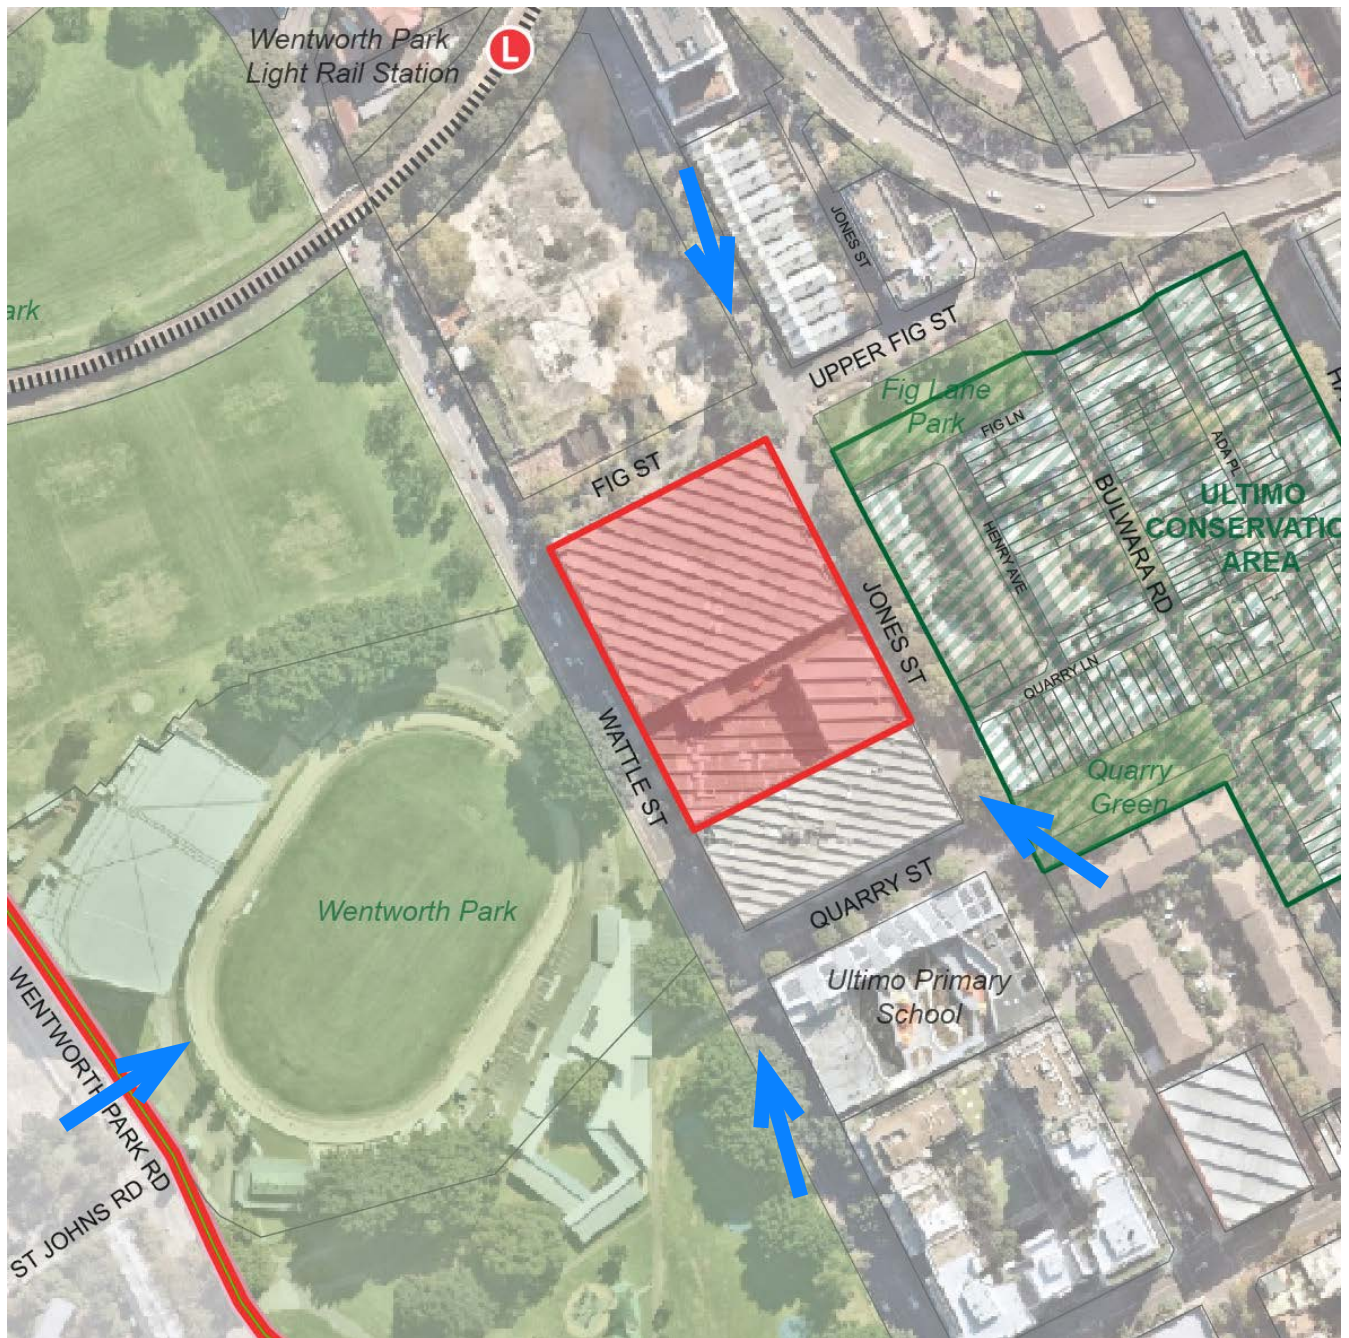 Wentworth Park
Light Rail Station
L
JONES ST
ark
UPPER FIG ST
Fig Lane
Park
FIG LN
HA
ADA PL
FIG ST
BULWARA RD
ULTIMO
CONSERVATIO
AREA
HENRY AVE
JONES ST
QUARRY LN
WATTLE ST
Quarry
Green
QUARRY ST
Wentworth Park
Ultimo Primary
School
WENTWORTH PARK RD
ST JOHNS RD